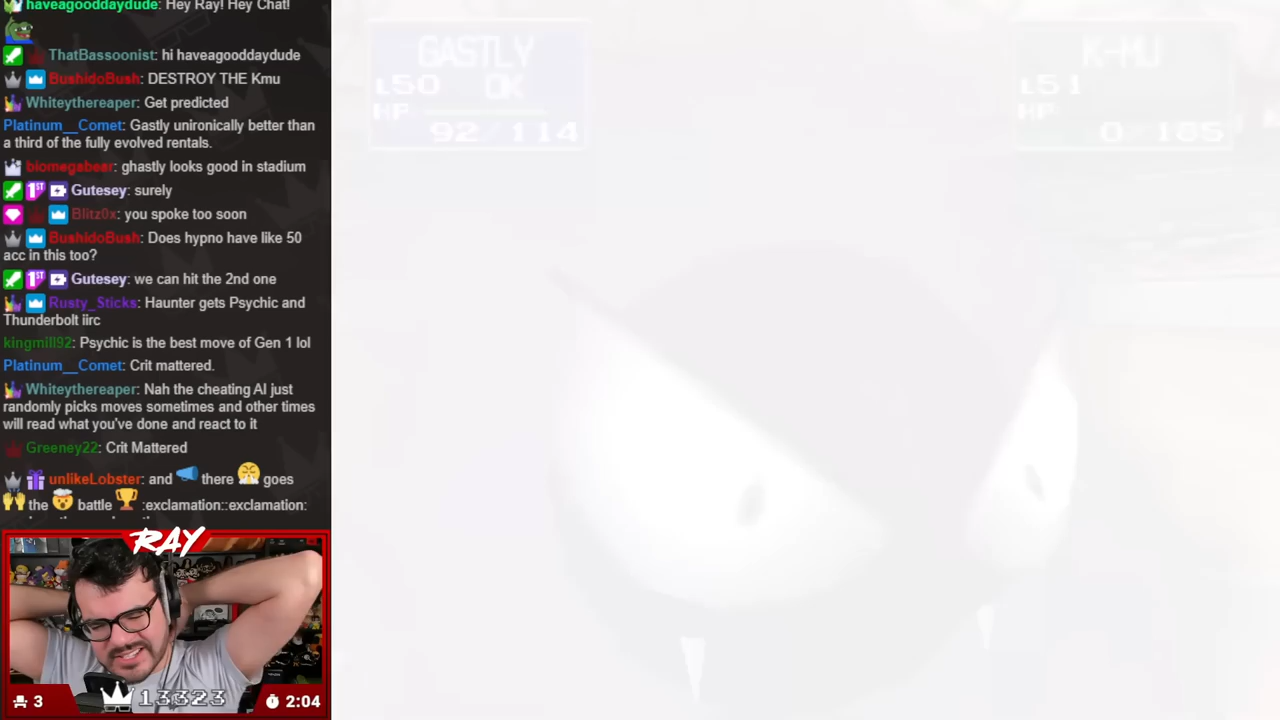 haveagooddaydude: Hey Ray! Hey Chat!
ThatBassoonist: hi haveagooddaydude
BushidoBush: DESTROY THE Kmu
Whiteythereaper: Get predicted
Platinum__Comet: Gastly unironically better than
a third of the fully evolved rentals.
biomegabear: ghastly looks good in stadium
Gutesey: surely
Blitz0x: you spoke too soon
BushidoBush: Does hypno have like 50
acc in this too?
Gutesey: we can hit the 2nd one
Rusty_Sticks: Haunter gets Psychic and
Thunderbolt iirc
kingmill92: Psychic is the best move of Gen 1 lol
Platinum__Comet: Crit mattered.
Whiteythereaper: Nah the cheating AI just
randomly picks moves sometimes and other times
will read what you've done and react to it
Greeney22: Crit Mattered
unlikeLobster: and there goes
the battle :exclamation::exclamation:
RAY
3 13323 2:04
GASTLY
L50 OK
HP
92/114
K-MU
L51
HP
0/185